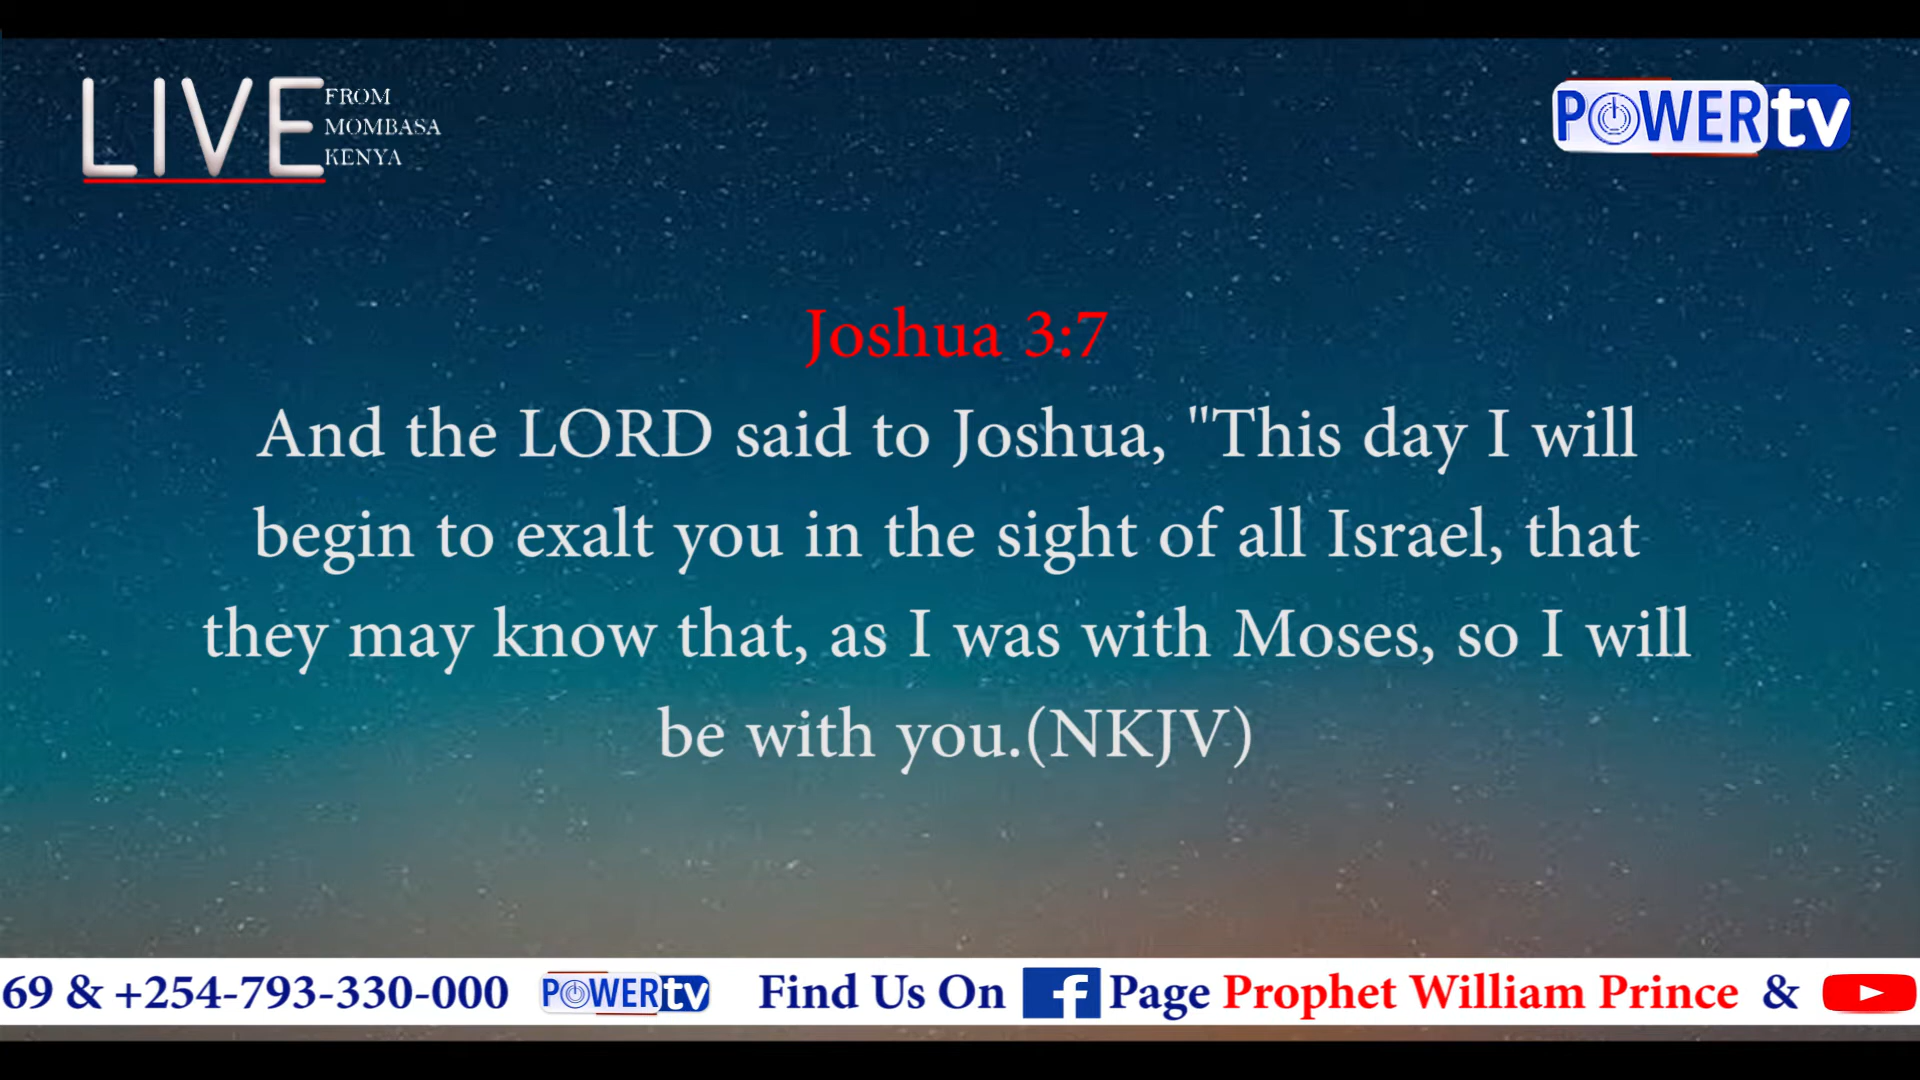 LIVE
FROM
MOMBASA
KENYA
POWERtv
Joshua 3:7
And the LORD said to Joshua, "This day I will
begin to exalt you in the sight of all Israel, that
they may know that, as I was with Moses, so I will
be with you.(NKJV)
69 & +254-793-330-000 POWERtv Find Us On f Page Prophet William Prince &